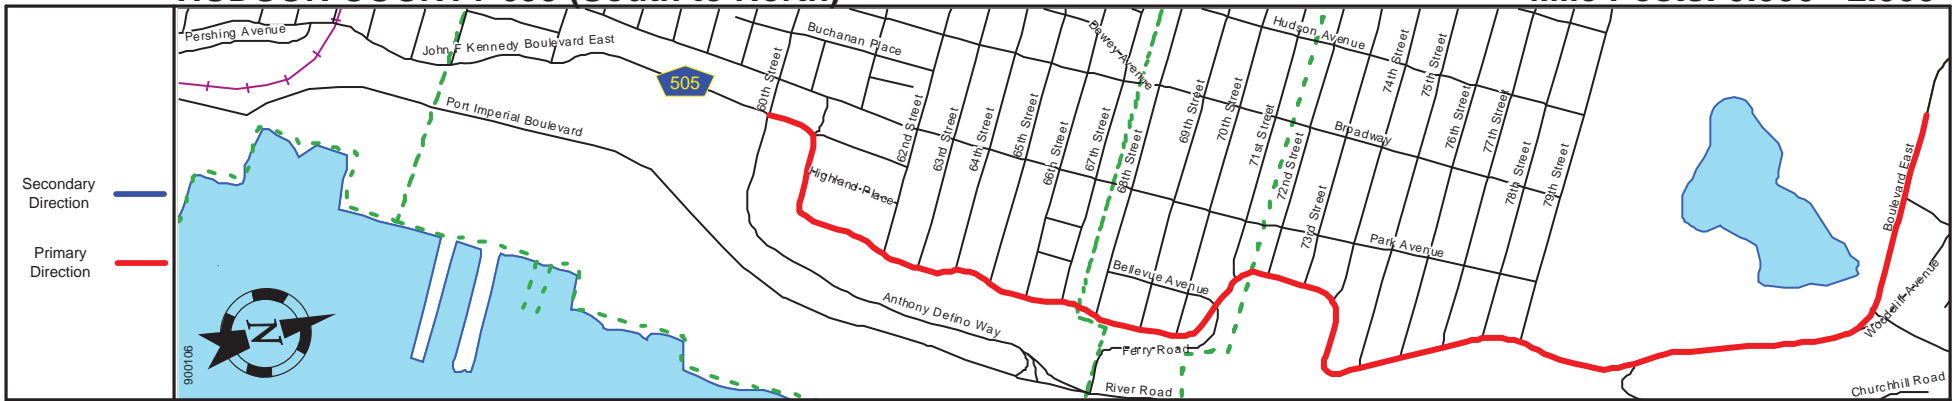 Secondary
Direction
Primary
Direction
Pershing Avenue
John F Kennedy Boulevard East
Port Imperial Boulevard
505
60th Street
Buchanan Place
Highland Place
62nd Street
63rd Street
64th Street
65th Street
66th Street
67th Street
68th Street
Dewey Avenue
Hudson Avenue
69th Street
70th Street
71st Street
72nd Street
73rd Street
74th Street
75th Street
76th Street
77th Street
78th Street
79th Street
Broadway
Park Avenue
Bellevue Avenue
Anthony Defino Way
Ferry Road
River Road
Boulevard East
Woodcliff Avenue
Churchhill Road
N
900106